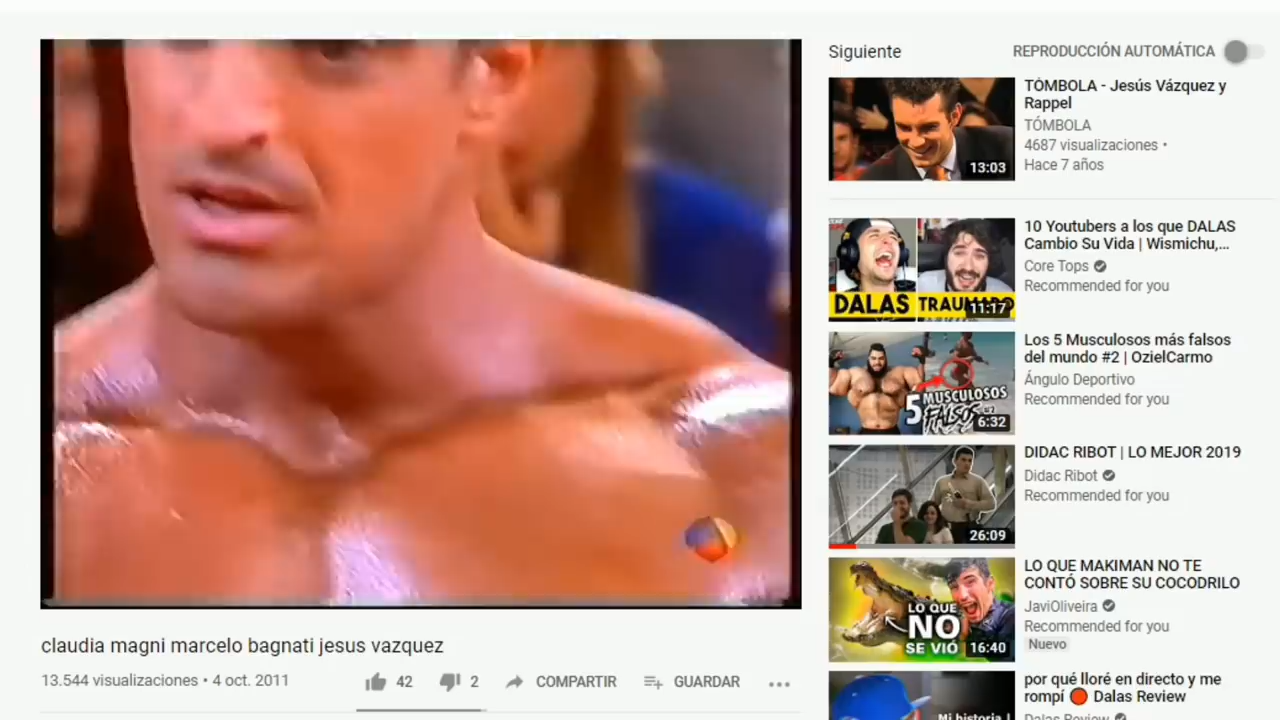 Siguiente
REPRODUCCIÓN AUTOMÁTICA
TÓMBOLA - Jesús Vázquez y
Rappel
TÓMBOLA
4687 visualizaciones •
Hace 7 años
13:03
10 Youtubers a los que DALAS
Cambio Su Vida | Wismichu,...
Core Tops
Recommended for you
DALAS
TRAUMADO
11:17
Los 5 Musculosos más falsos
del mundo #2 | OzielCarmo
Ángulo Deportivo
Recommended for you
5 MUSCULOSOS
FALSOS
6:32
DIDAC RIBOT | LO MEJOR 2019
Didac Ribot
Recommended for you
26:09
LO QUE MAKIMAN NO TE
CONTÓ SOBRE SU COCODRILO
JaviOliveira
Recommended for you
Nuevo
LO QUE
NO
SE VIÓ
16:40
por qué lloré en directo y me
rompí 🔴 Dalas Review
Dalas Review
Mi historia |
claudia magni marcelo bagnati jesus vazquez
13.544 visualizaciones • 4 oct. 2011
42
2
COMPARTIR
GUARDAR